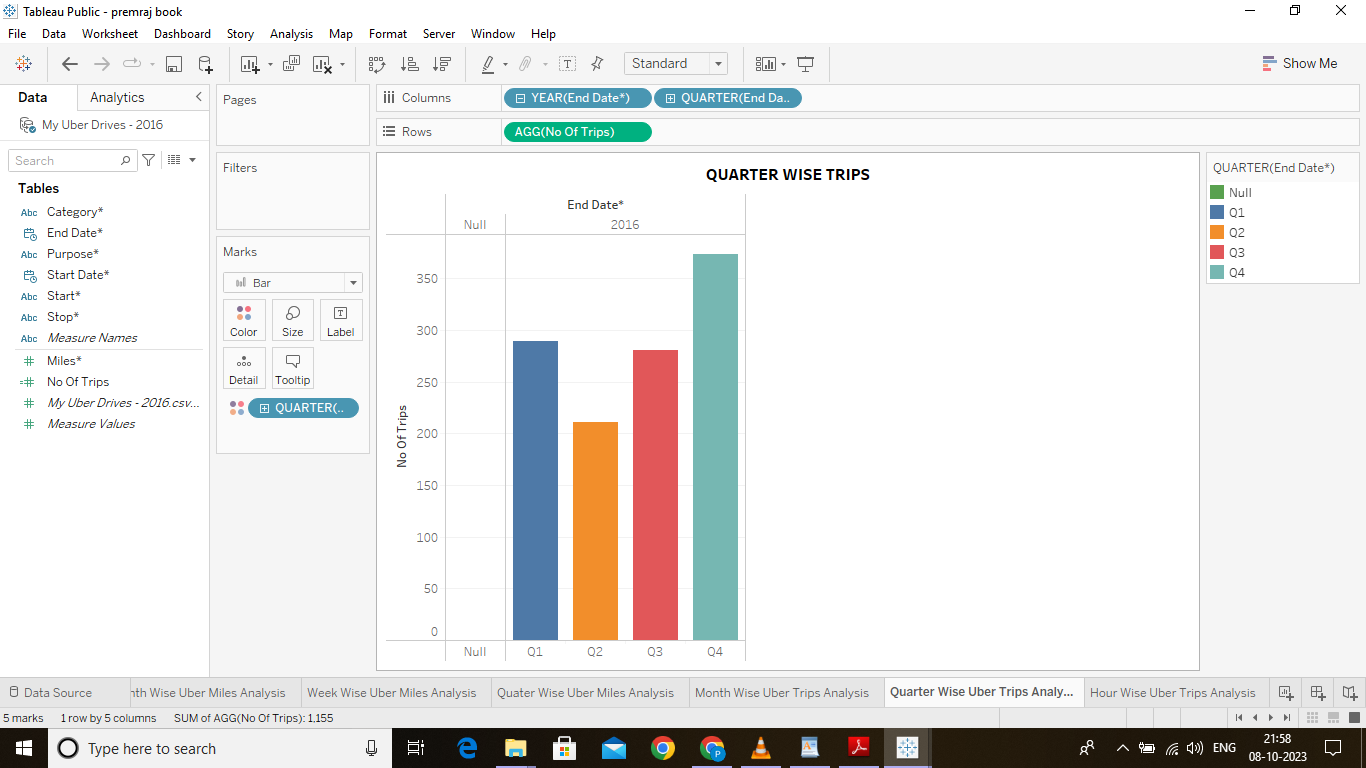 Tableau Public - premraj book
File Data Worksheet Dashboard Story Analysis Map Format Server Window Help
Standard
Show Me
Data Analytics
My Uber Drives - 2016
Search
Tables
Abc Category*
End Date*
Abc Purpose*
Start Date*
Abc Start*
Abc Stop*
Abc Measure Names
Miles*
No Of Trips
My Uber Drives - 2016.csv...
Measure Values
Pages
Filters
Marks
Bar
Color Size Label
Detail Tooltip
QUARTER(..
Columns YEAR(End Date*) QUARTER(End Da..
Rows AGG(No Of Trips)
QUARTER WISE TRIPS
End Date*
Null 2016
350
300
250
200
150
100
50
0
No Of Trips
Null Q1 Q2 Q3 Q4
QUARTER(End Date*)
Null
Q1
Q2
Q3
Q4
Data Source nth Wise Uber Miles Analysis Week Wise Uber Miles Analysis Quater Wise Uber Miles Analysis Month Wise Uber Trips Analysis Quarter Wise Uber Trips Analy... Hour Wise Uber Trips Analysis
5 marks 1 row by 5 columns SUM of AGG(No Of Trips): 1,155
Type here to search
ENG
21:58
08-10-2023